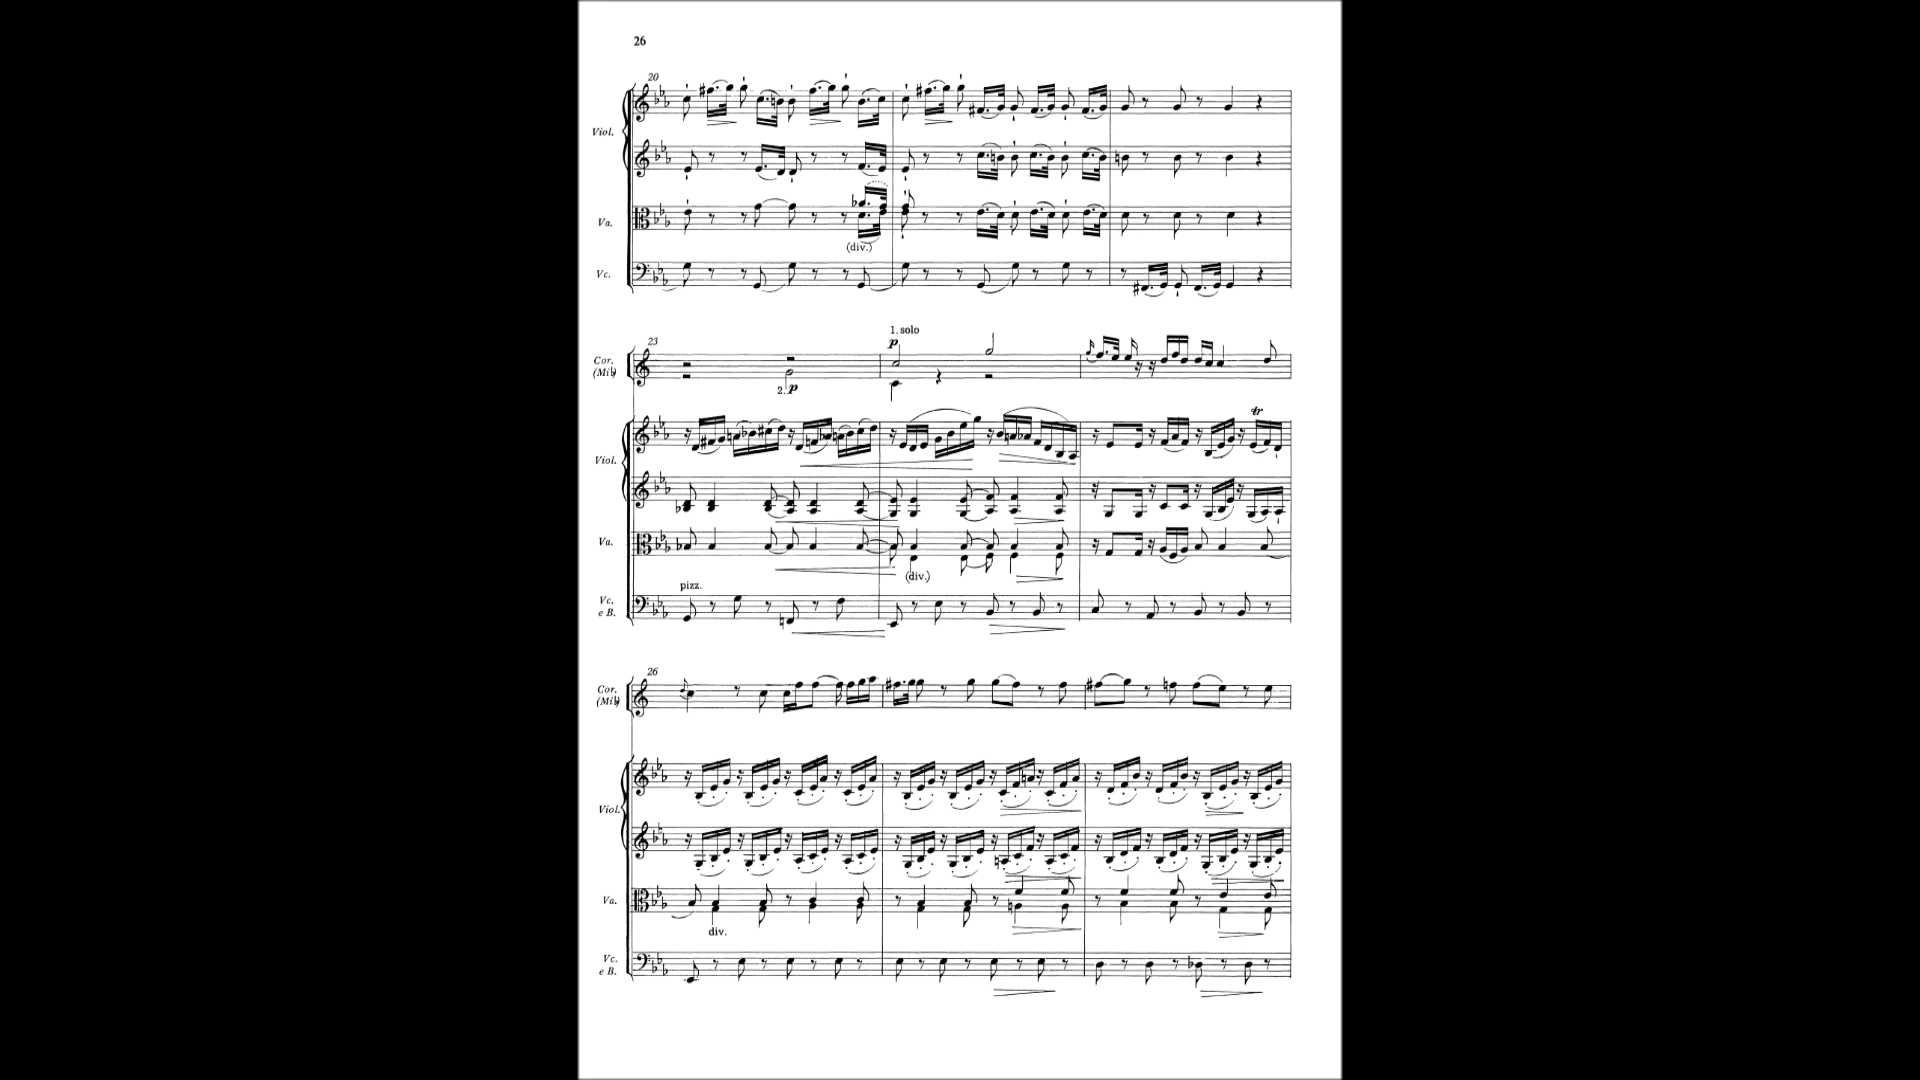 26
20
Viol.
Va.
(div.)
Vc.
1. solo
23
p
Cor.
(Mi♭)
2. p
tr
Viol.
Va.
(div.)
pizz.
Vc.
e B.
26
Cor.
(Mi♭)
Viol.
Va.
div.
Vc.
e B.